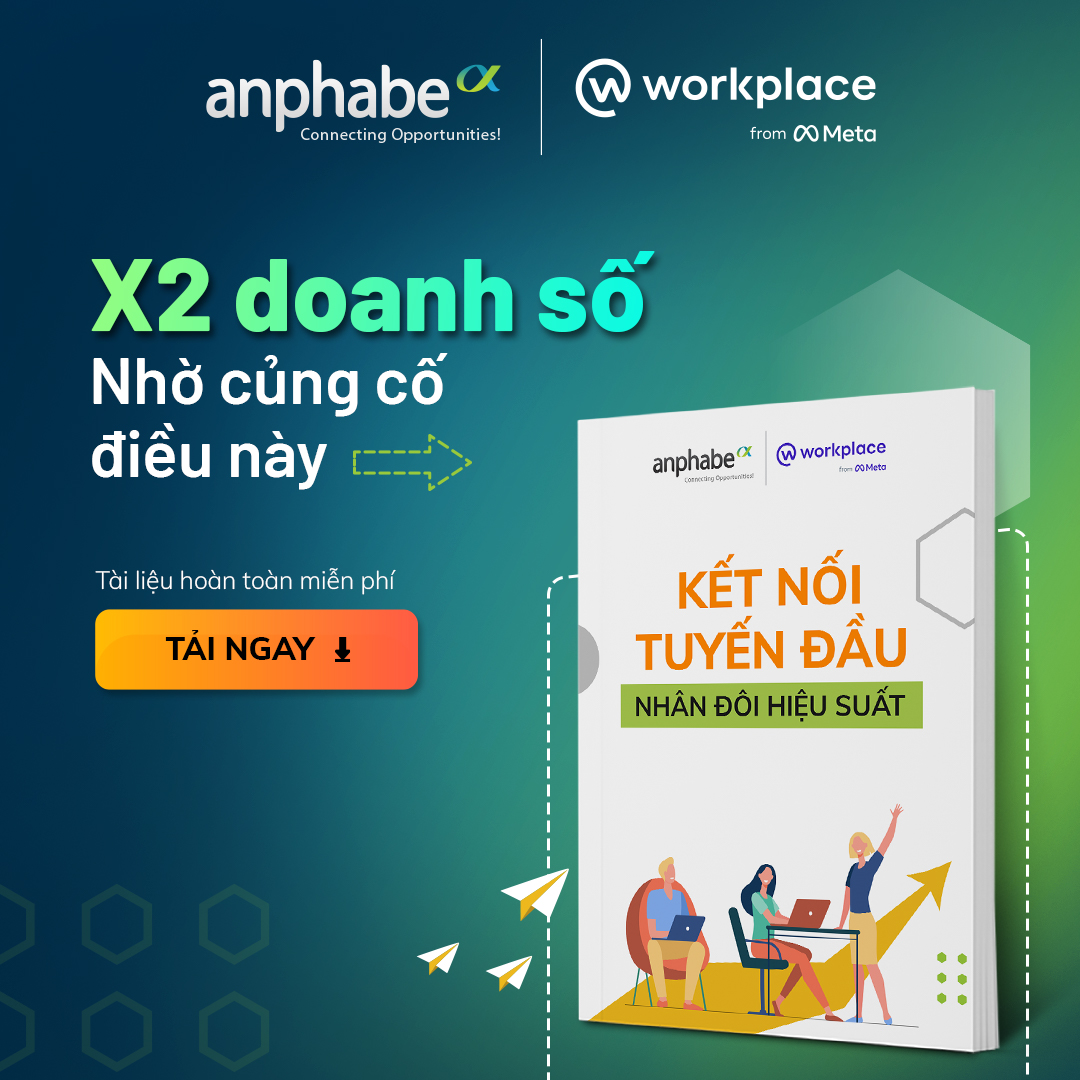 anphabe
Connecting Opportunities!
workplace
from Meta
X2 doanh số
Nhờ củng cố
điều này
Tài liệu hoàn toàn miễn phí
TẢI NGAY
anphabe
Connecting Opportunities!
workplace
from Meta
KẾT NỐI
TUYẾN ĐẦU
NHÂN ĐÔI HIỆU SUẤT